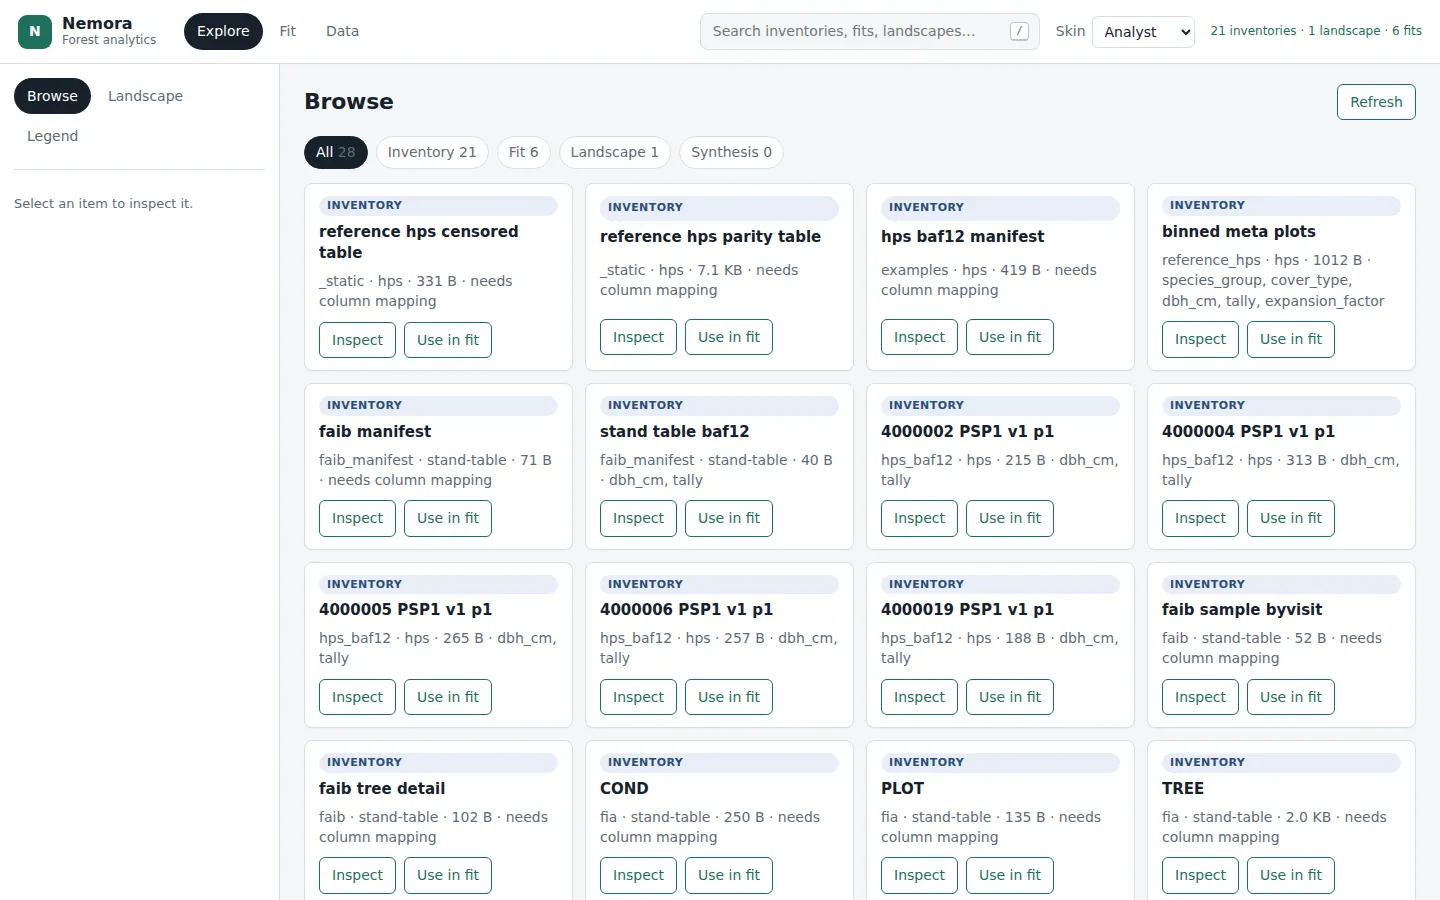 N
Nemora
Forest analytics
Explore
Fit
Data
Search inventories, fits, landscapes...
/
Skin
Analyst
21 inventories · 1 landscape · 6 fits
Browse
Landscape
Legend
Select an item to inspect it.
Browse
Refresh
All 28
Inventory 21
Fit 6
Landscape 1
Synthesis 0
INVENTORY
reference hps censored
table
_static · hps · 331 B · needs
column mapping
Inspect
Use in fit
INVENTORY
reference hps parity table
_static · hps · 7.1 KB · needs
column mapping
Inspect
Use in fit
INVENTORY
hps baf12 manifest
examples · hps · 419 B · needs
column mapping
Inspect
Use in fit
INVENTORY
binned meta plots
reference_hps · hps · 1012 B ·
species_group, cover_type,
dbh_cm, tally, expansion_factor
Inspect
Use in fit
INVENTORY
faib manifest
faib_manifest · stand-table · 71 B
· needs column mapping
Inspect
Use in fit
INVENTORY
stand table baf12
faib_manifest · stand-table · 40 B
· dbh_cm, tally
Inspect
Use in fit
INVENTORY
4000002 PSP1 v1 p1
hps_baf12 · hps · 215 B · dbh_cm,
tally
Inspect
Use in fit
INVENTORY
4000004 PSP1 v1 p1
hps_baf12 · hps · 313 B · dbh_cm,
tally
Inspect
Use in fit
INVENTORY
4000005 PSP1 v1 p1
hps_baf12 · hps · 265 B · dbh_cm,
tally
Inspect
Use in fit
INVENTORY
4000006 PSP1 v1 p1
hps_baf12 · hps · 257 B · dbh_cm,
tally
Inspect
Use in fit
INVENTORY
4000019 PSP1 v1 p1
hps_baf12 · hps · 188 B · dbh_cm,
tally
Inspect
Use in fit
INVENTORY
faib sample byvisit
faib · stand-table · 52 B · needs
column mapping
Inspect
Use in fit
INVENTORY
faib tree detail
faib · stand-table · 102 B · needs
column mapping
Inspect
Use in fit
INVENTORY
COND
fia · stand-table · 250 B · needs
column mapping
Inspect
Use in fit
INVENTORY
PLOT
fia · stand-table · 135 B · needs
column mapping
Inspect
Use in fit
INVENTORY
TREE
fia · stand-table · 2.0 KB · needs
column mapping
Inspect
Use in fit